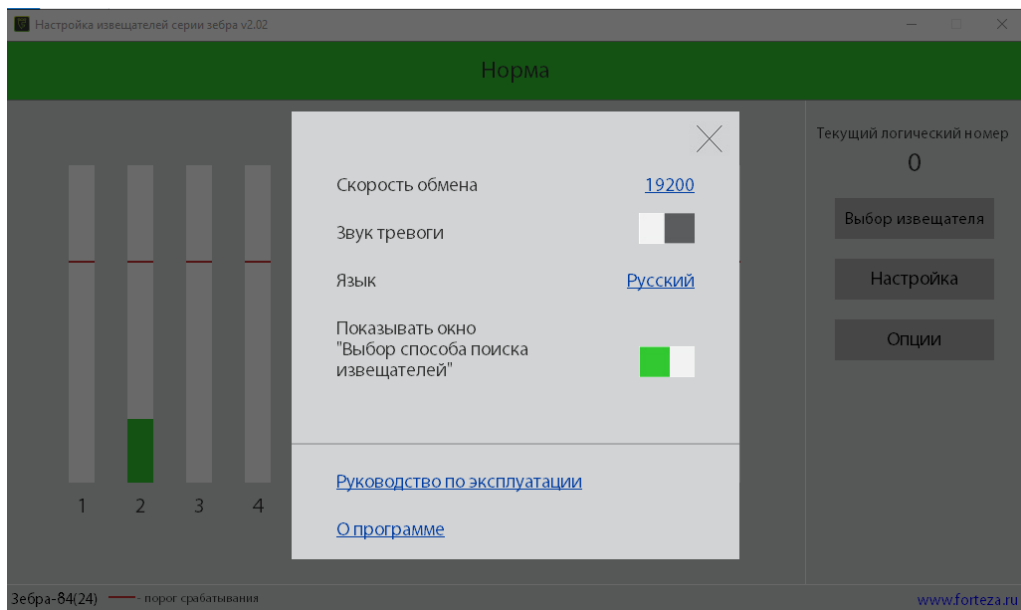 Настройка извещателей серии зебра v2.02
Норма
Текущий логический номер
0
Выбор извещателя
Настройка
Опции
Скорость обмена 19200
Звук тревоги
Язык Русский
Показывать окно
"Выбор способа поиска
извещателей"
Руководство по эксплуатации
О программе
1 2 3 4
Зебра-84(24) - порог срабатывания
www.forteza.ru